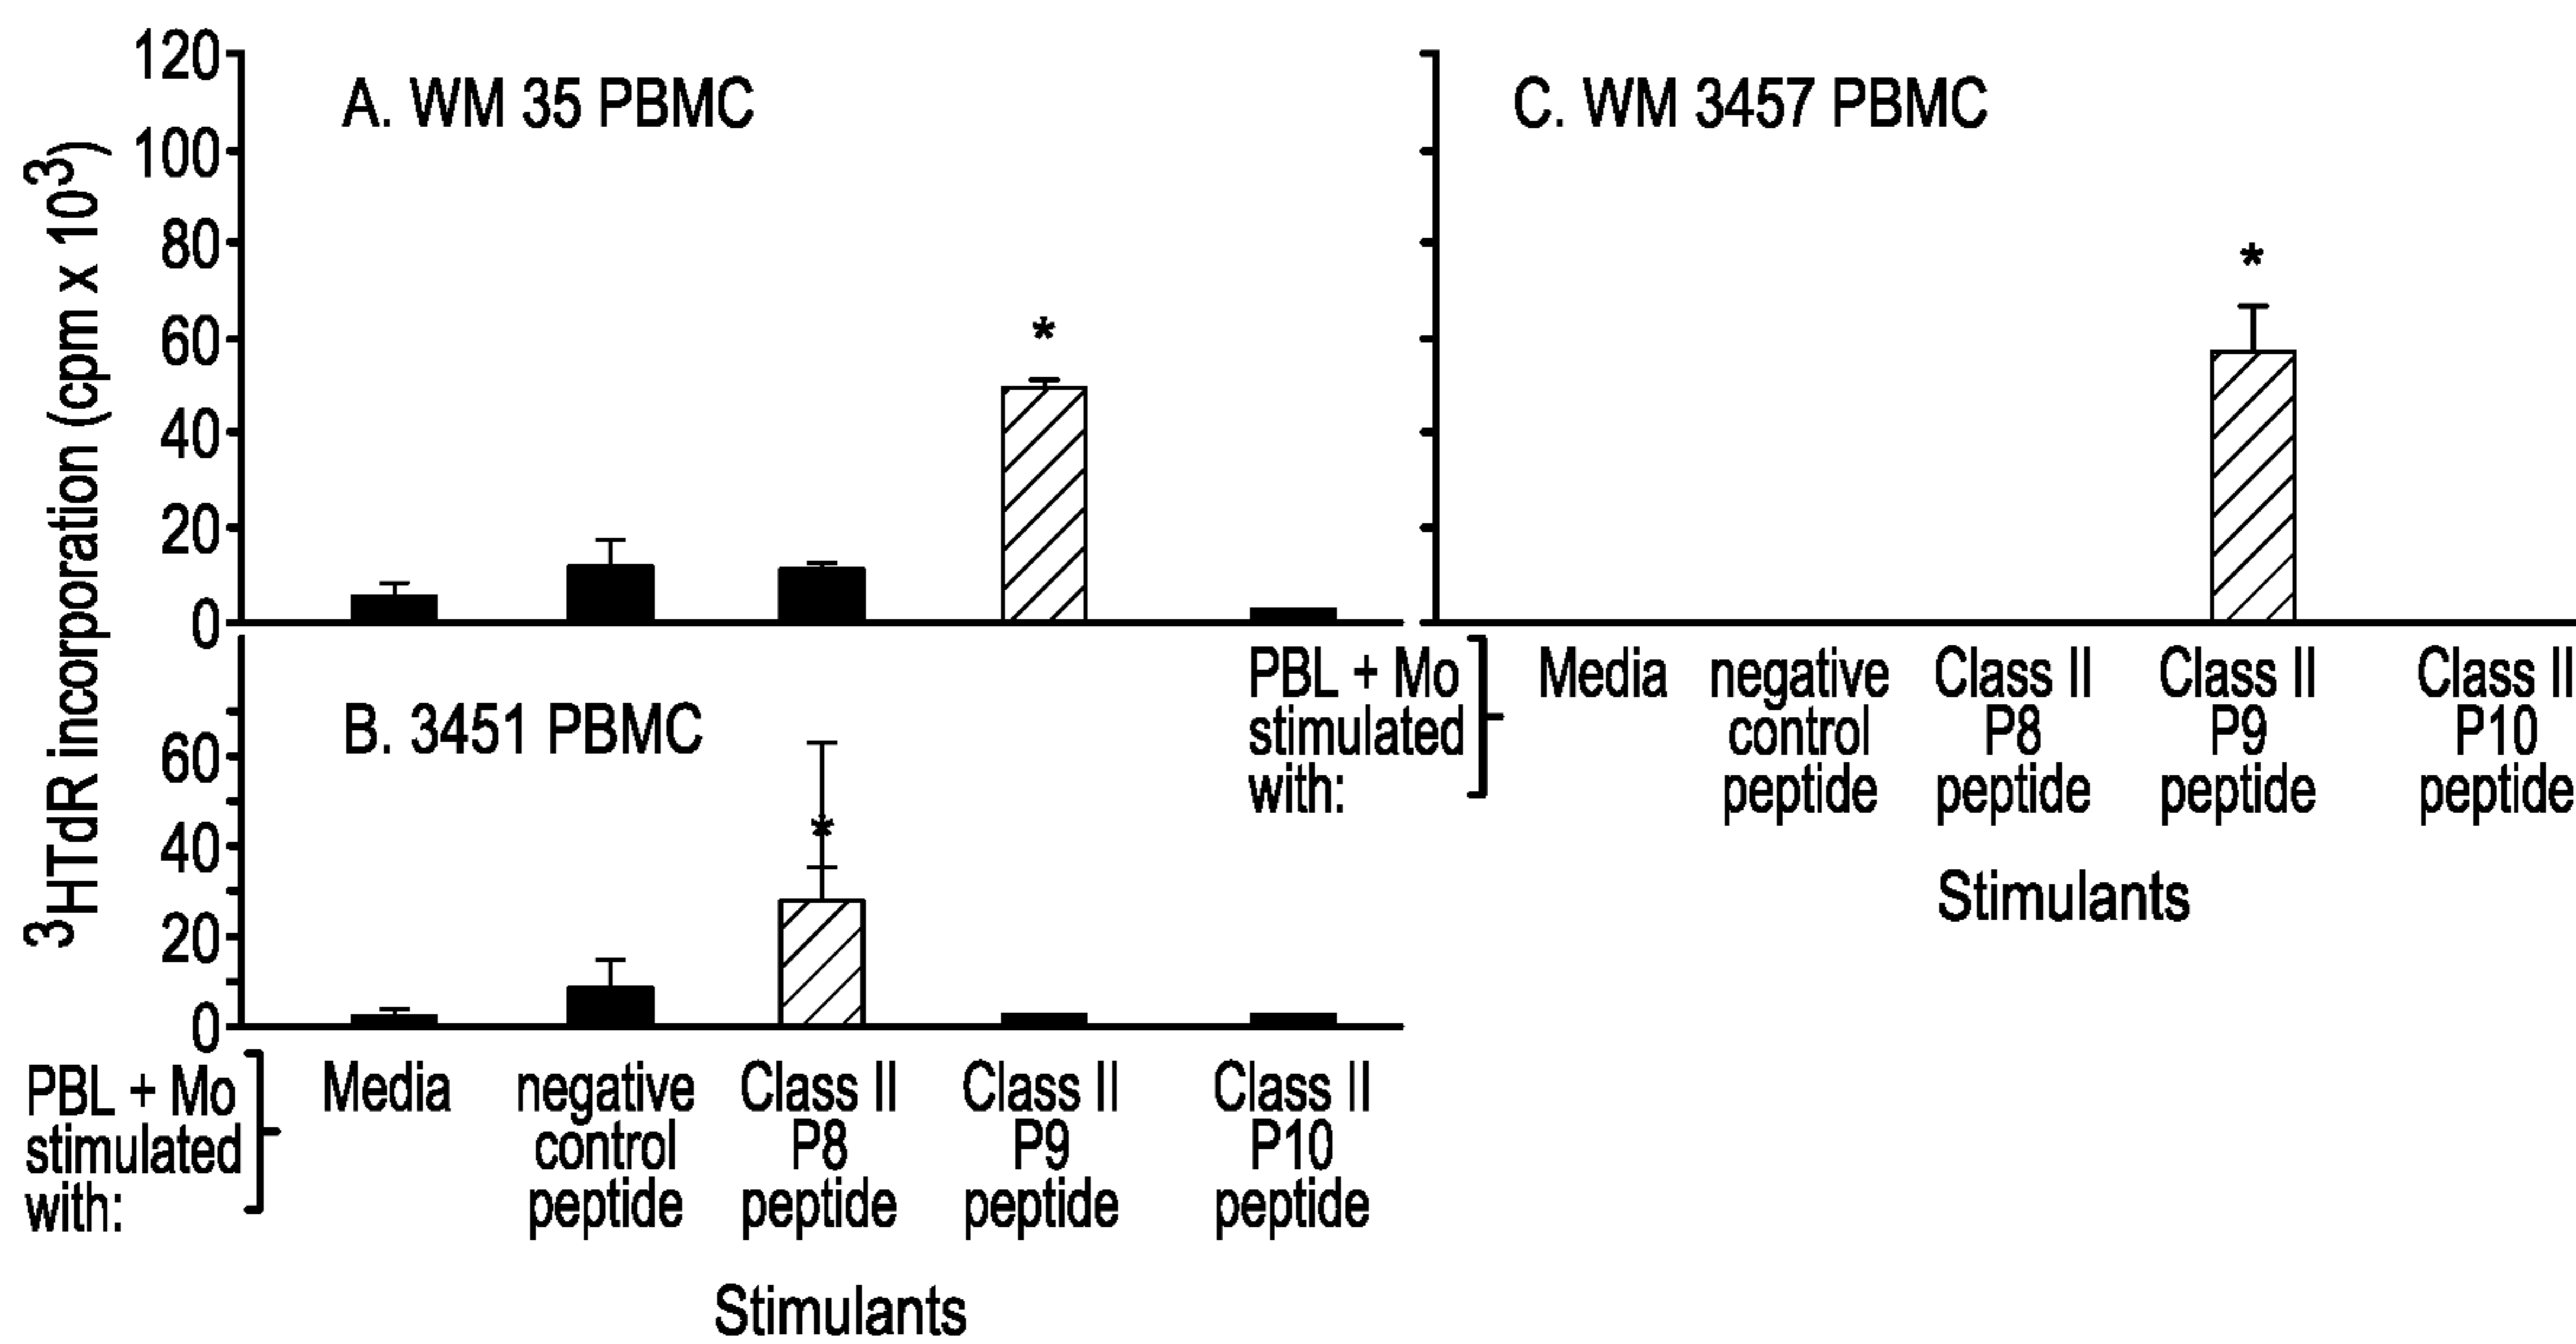 ³HTdR incorporation (cpm x 10³)
120
100
80
60
40
20
0
A. WM 35 PBMC
*
60
40
20
0
B. 3451 PBMC
*
PBL + Mo
stimulated
with:
Media
negative
control
peptide
Class II
P8
peptide
Class II
P9
peptide
Class II
P10
peptide
Stimulants
C. WM 3457 PBMC
*
PBL + Mo
stimulated
with:
Media
negative
control
peptide
Class II
P8
peptide
Class II
P9
peptide
Class II
P10
peptide
Stimulants